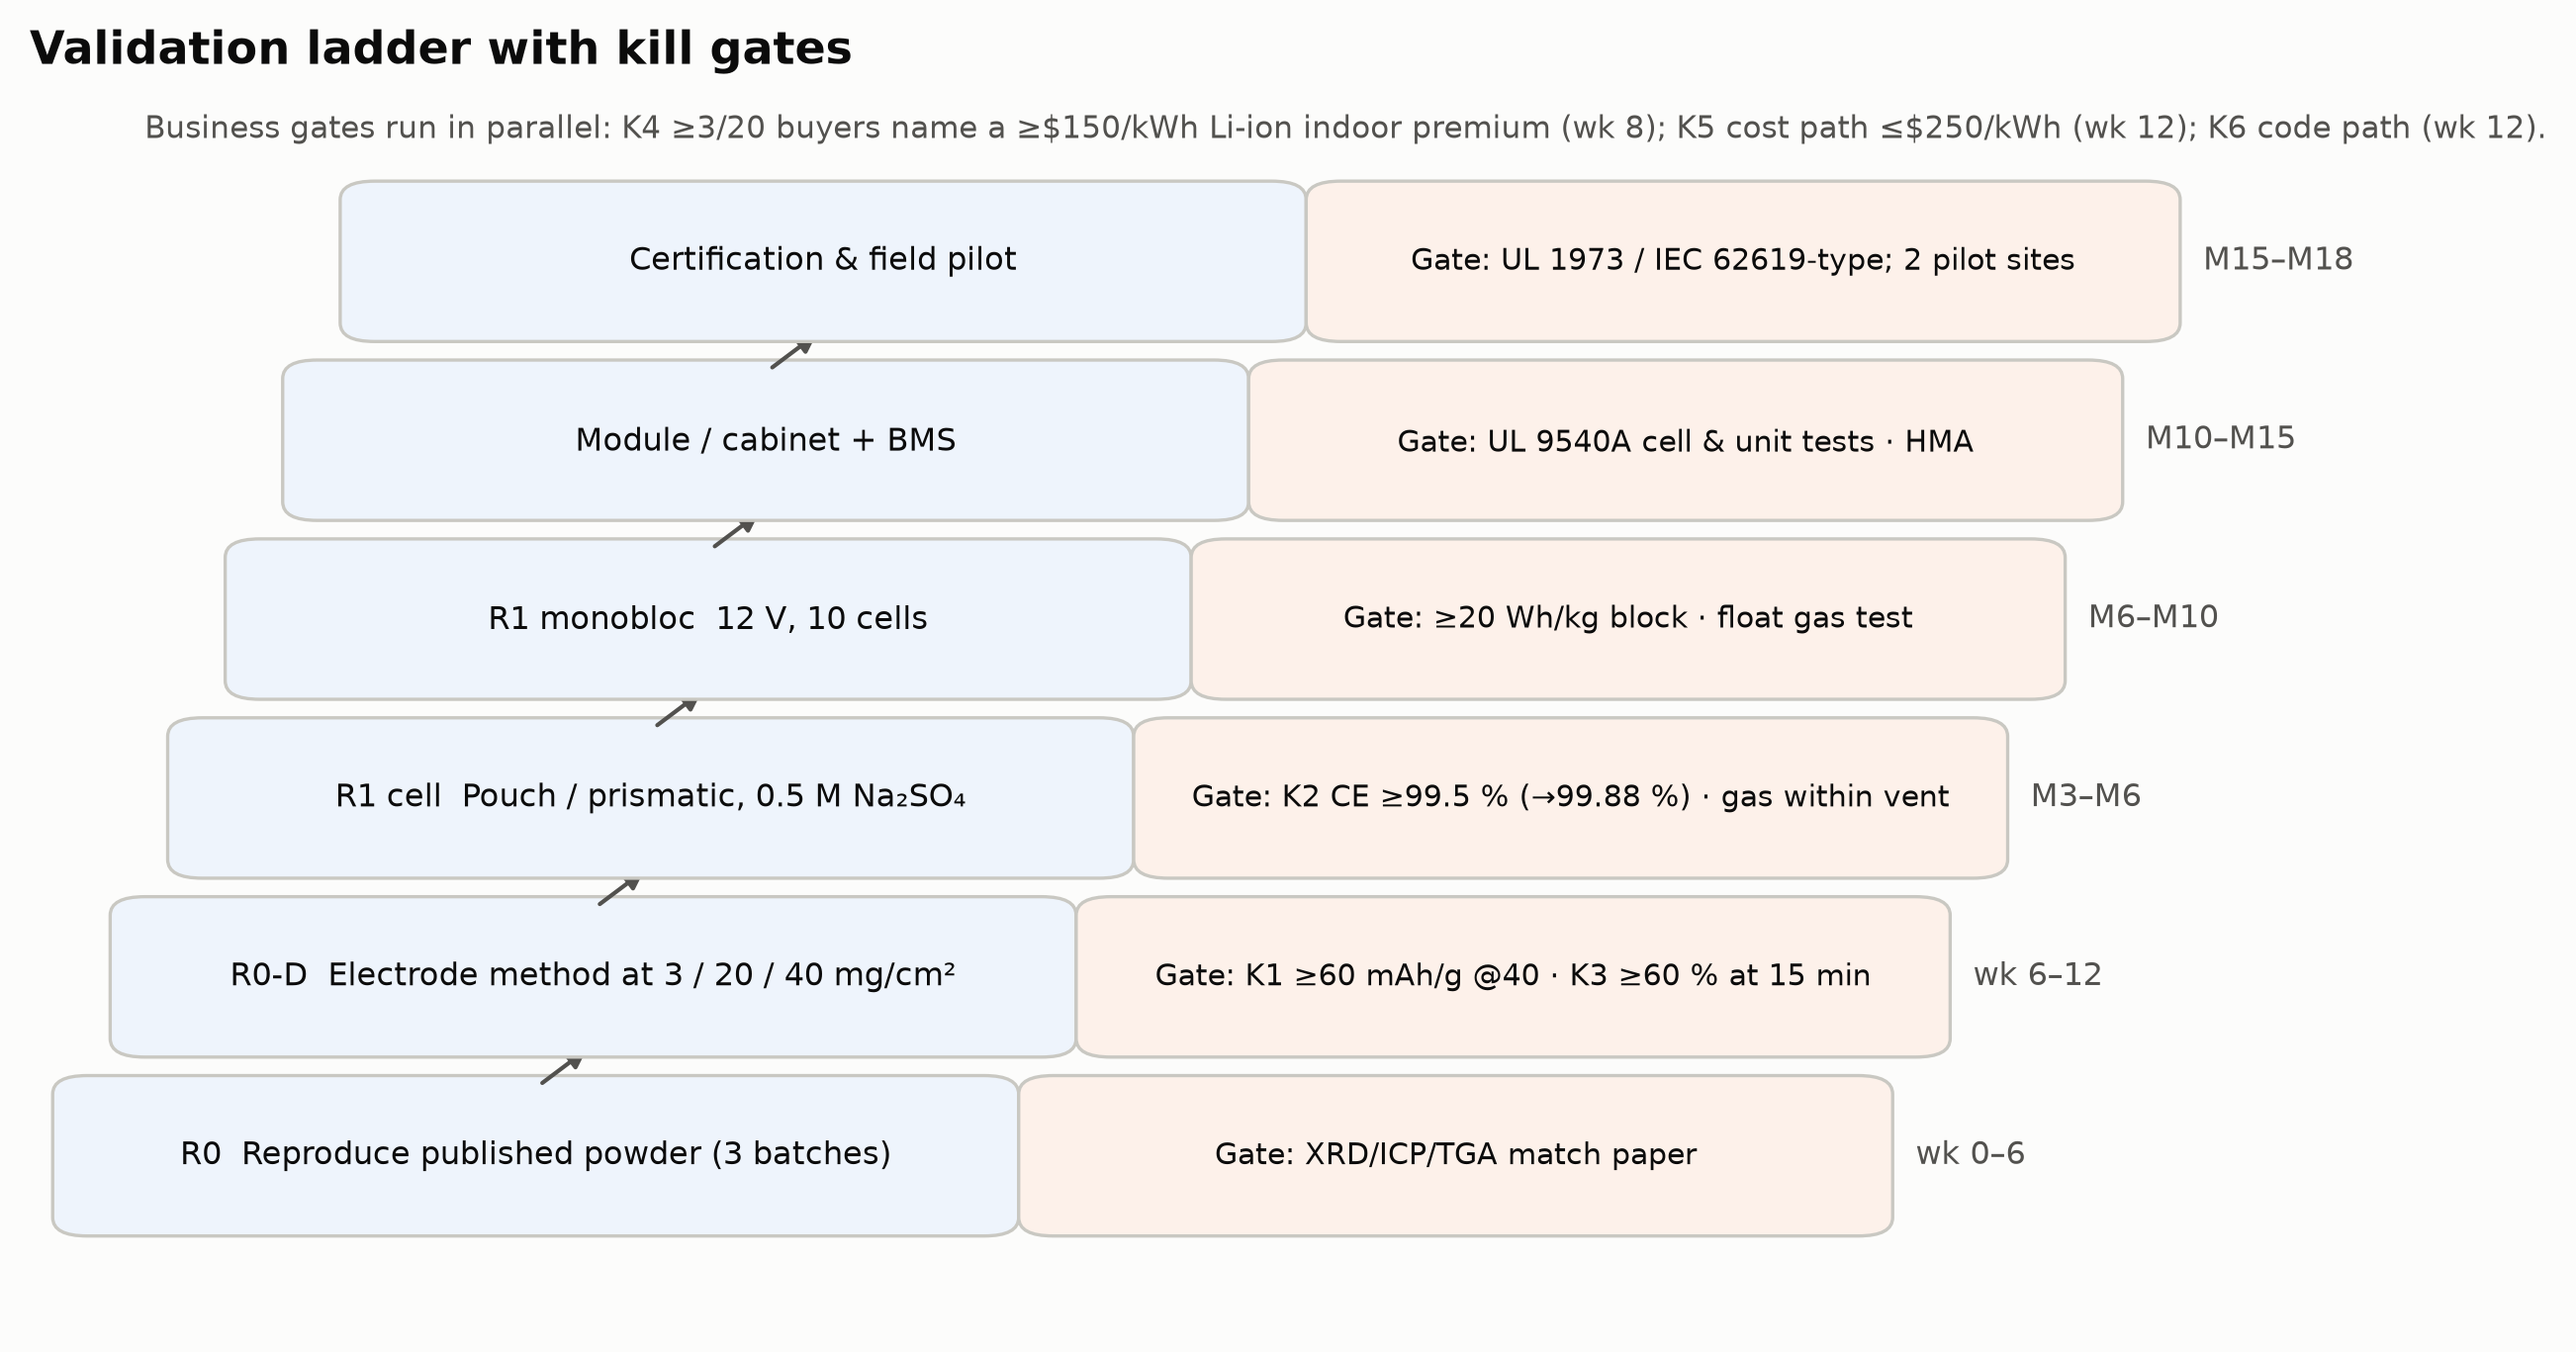 Validation ladder with kill gates
Business gates run in parallel: K4 ≥3/20 buyers name a ≥$150/kWh Li-ion indoor premium (wk 8); K5 cost path ≤$250/kWh (wk 12); K6 code path (wk 12).
Certification & field pilot
Gate: UL 1973 / IEC 62619-type; 2 pilot sites
M15–M18
Module / cabinet + BMS
Gate: UL 9540A cell & unit tests · HMA
M10–M15
R1 monobloc  12 V, 10 cells
Gate: ≥20 Wh/kg block · float gas test
M6–M10
R1 cell  Pouch / prismatic, 0.5 M Na₂SO₄
Gate: K2 CE ≥99.5 % (→99.88 %) · gas within vent
M3–M6
R0-D  Electrode method at 3 / 20 / 40 mg/cm²
Gate: K1 ≥60 mAh/g @40 · K3 ≥60 % at 15 min
wk 6–12
R0  Reproduce published powder (3 batches)
Gate: XRD/ICP/TGA match paper
wk 0–6